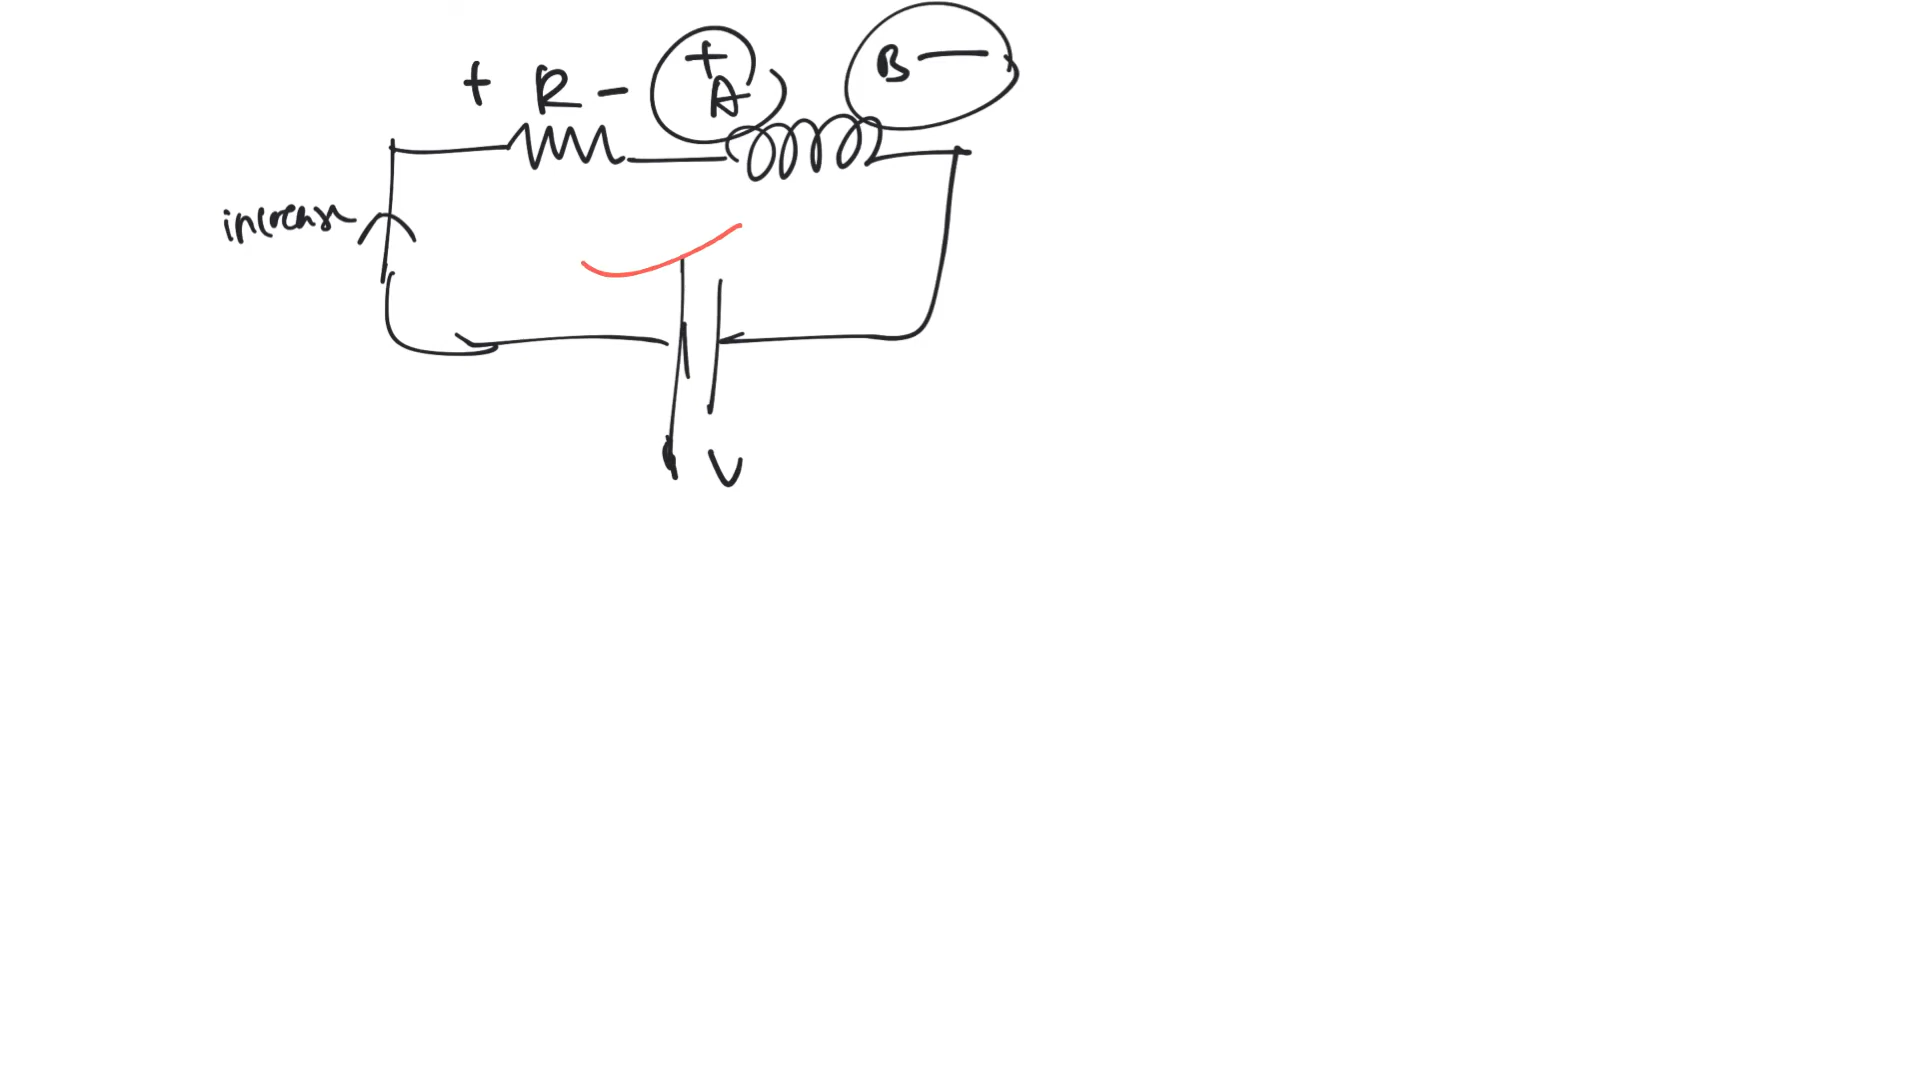 + R - + A B -
increase
V